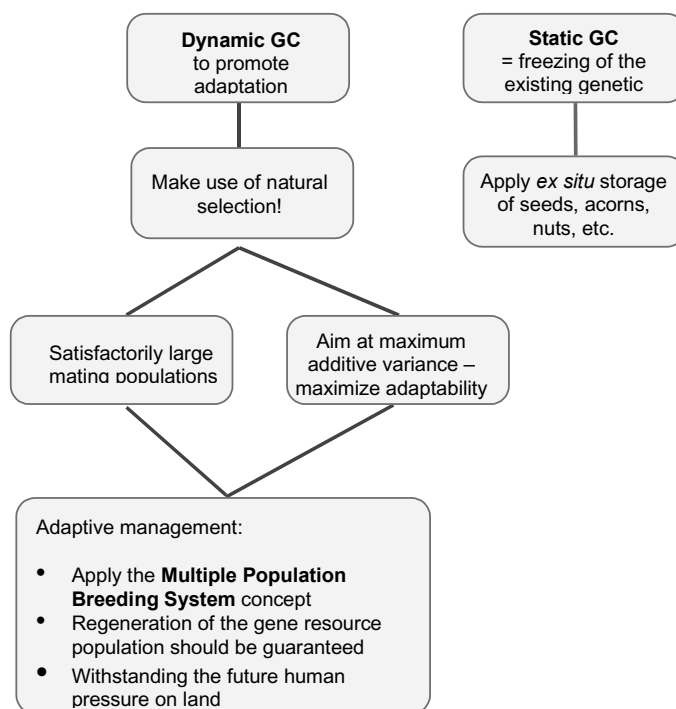 Dynamic GC
to promote
adaptation
Static GC
= freezing of the
existing genetic
Make use of natural
selection!
Apply ex situ storage
of seeds, acorns,
nuts, etc.
Satisfactorily large
mating populations
Aim at maximum
additive variance –
maximize adaptability
Adaptive management:
• Apply the Multiple Population
Breeding System concept
• Regeneration of the gene resource
population should be guaranteed
• Withstanding the future human
pressure on land